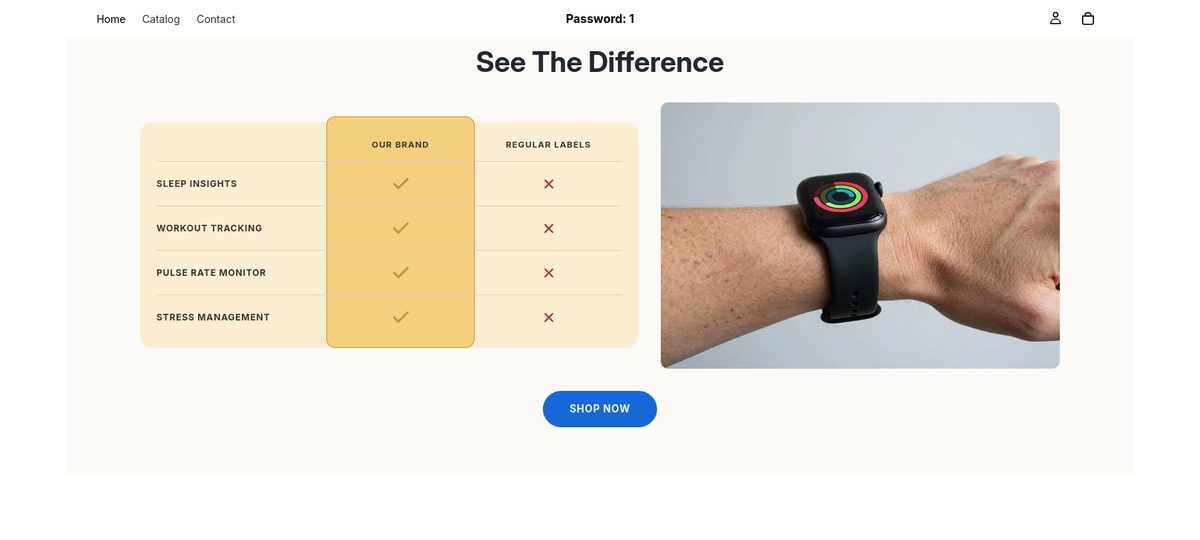 Home Catalog Contact Password: 1
See The Difference
OUR BRAND REGULAR LABELS
SLEEP INSIGHTS
WORKOUT TRACKING
PULSE RATE MONITOR
STRESS MANAGEMENT
SHOP NOW